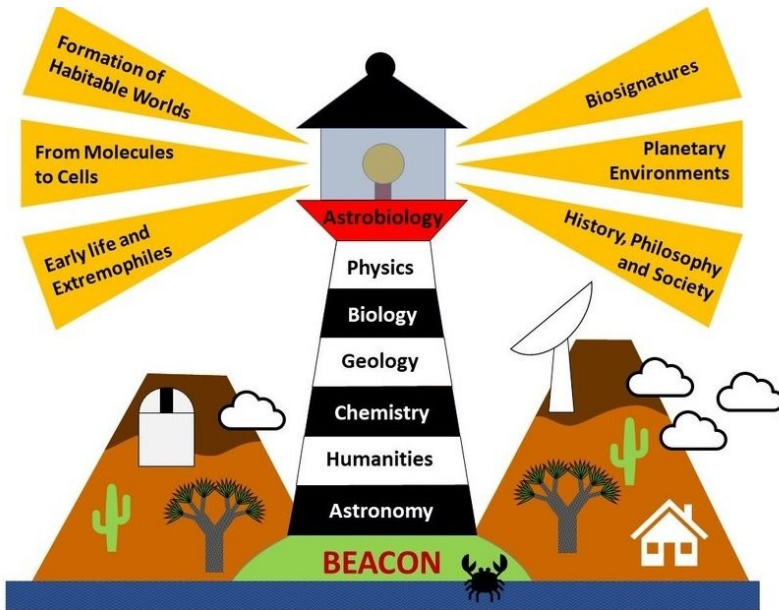 Formation of
Habitable Worlds
From Molecules
to Cells
Early life and
Extremophiles
Biosignatures
Planetary
Environments
History, Philosophy
and Society
Astrobiology
Physics
Biology
Geology
Chemistry
Humanities
Astronomy
BEACON